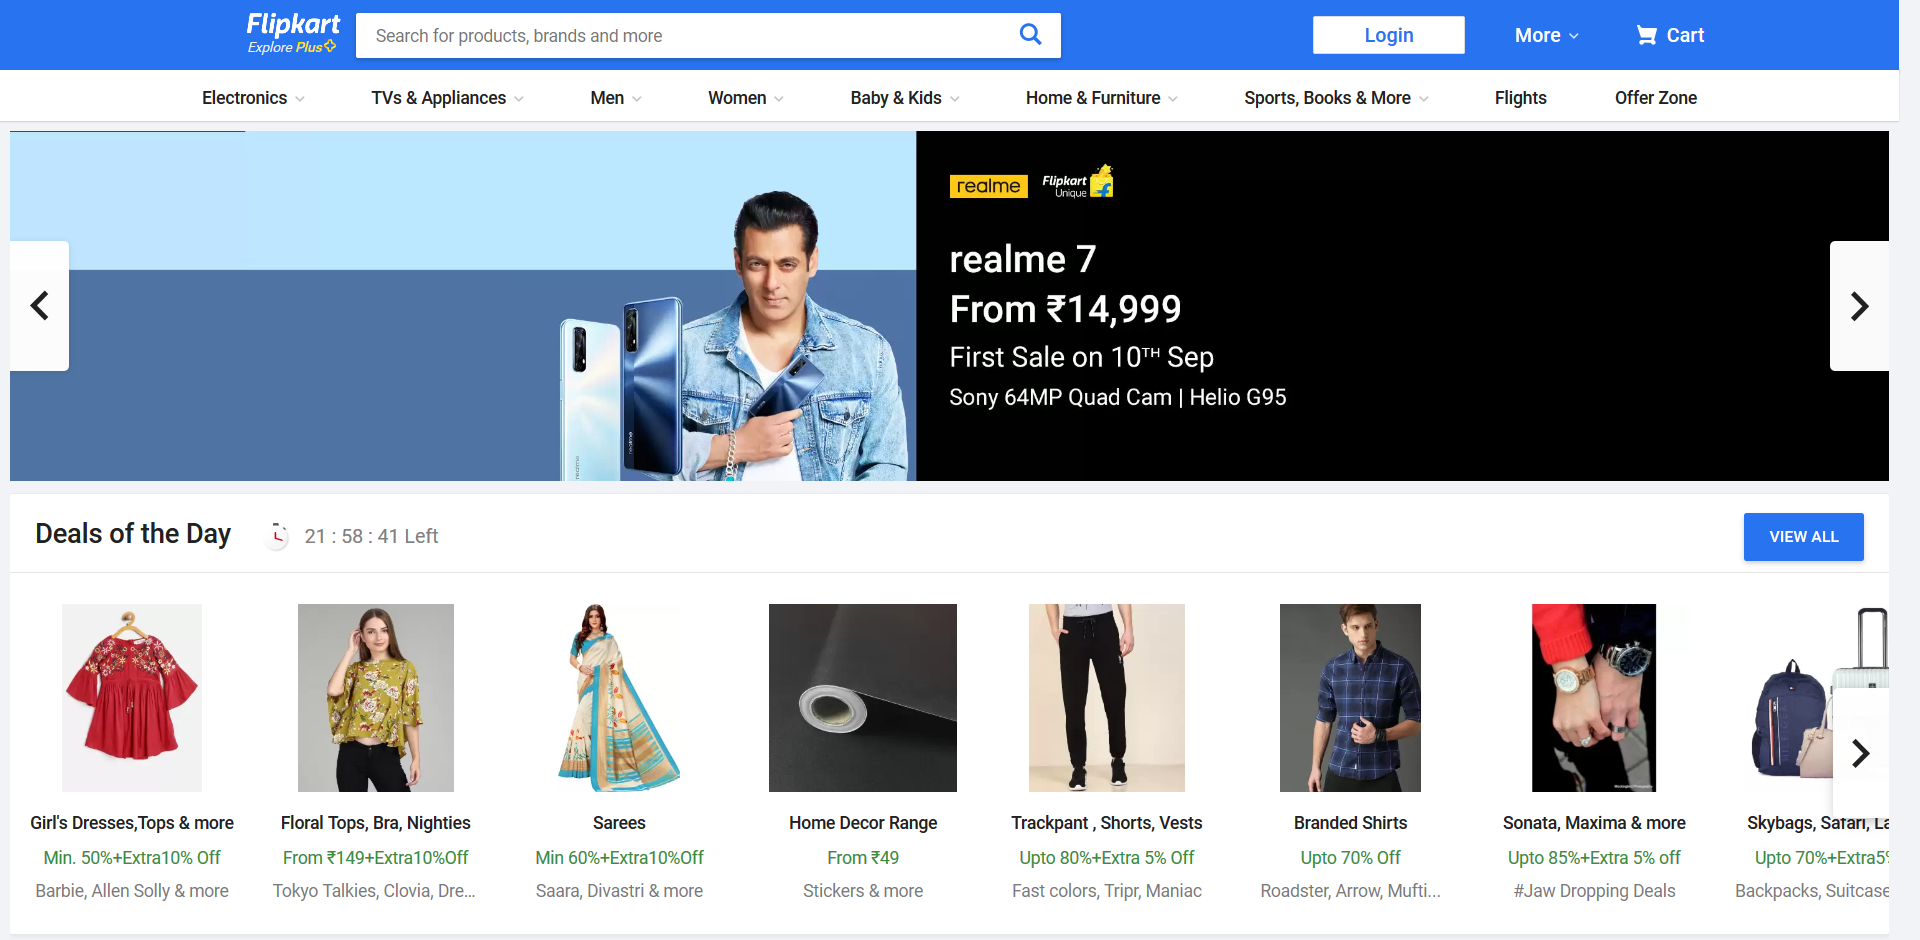 Flipkart
Explore Plus
Search for products, brands and more
Login
More
Cart
Electronics
TVs & Appliances
Men
Women
Baby & Kids
Home & Furniture
Sports, Books & More
Flights
Offer Zone
realme
Flipkart
Unique
realme 7
From ₹14,999
First Sale on 10TH Sep
Sony 64MP Quad Cam | Helio G95
realme
realme
Deals of the Day
21 : 58 : 41 Left
VIEW ALL
Girl's Dresses,Tops & more
Min. 50%+Extra10% Off
Barbie, Allen Solly & more
Floral Tops, Bra, Nighties
From ₹149+Extra10%Off
Tokyo Talkies, Clovia, Dre...
Sarees
Min 60%+Extra10%Off
Saara, Divastri & more
Home Decor Range
From ₹49
Stickers & more
Trackpant , Shorts, Vests
Upto 80%+Extra 5% Off
Fast colors, Tripr, Maniac
Branded Shirts
Upto 70% Off
Roadster, Arrow, Mufti...
Sonata, Maxima & more
Upto 85%+Extra 5% off
#Jaw Dropping Deals
Skybags, Safari, La
Upto 70%+Extra5%
Backpacks, Suitcase